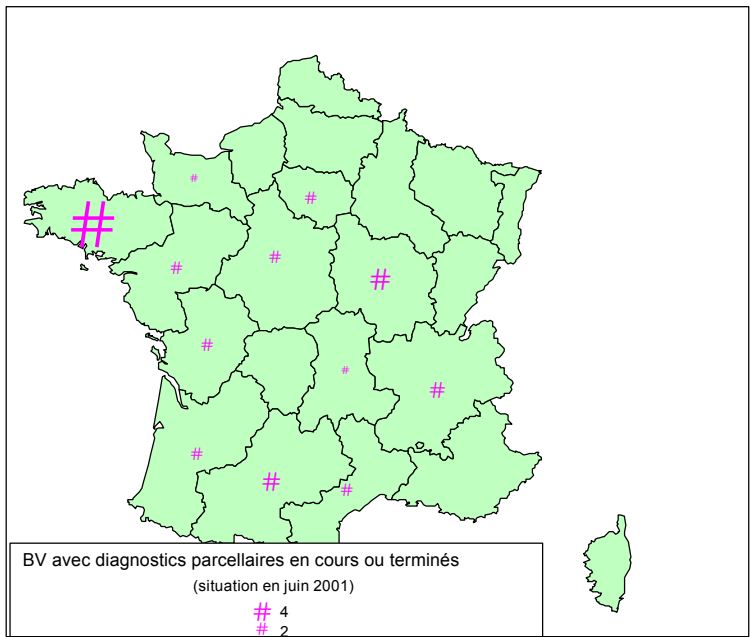 BV avec diagnostics parcellaires en cours ou terminés
(situation en juin 2001)
# 4
# 2